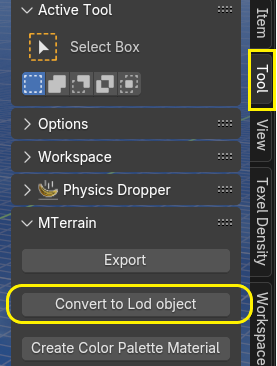 Active Tool
Select Box
Options
Workspace
Physics Dropper
MTerrain
Export
Convert to Lod object
Create Color Palette Material
Item
Tool
View
Texel Density
Workspace